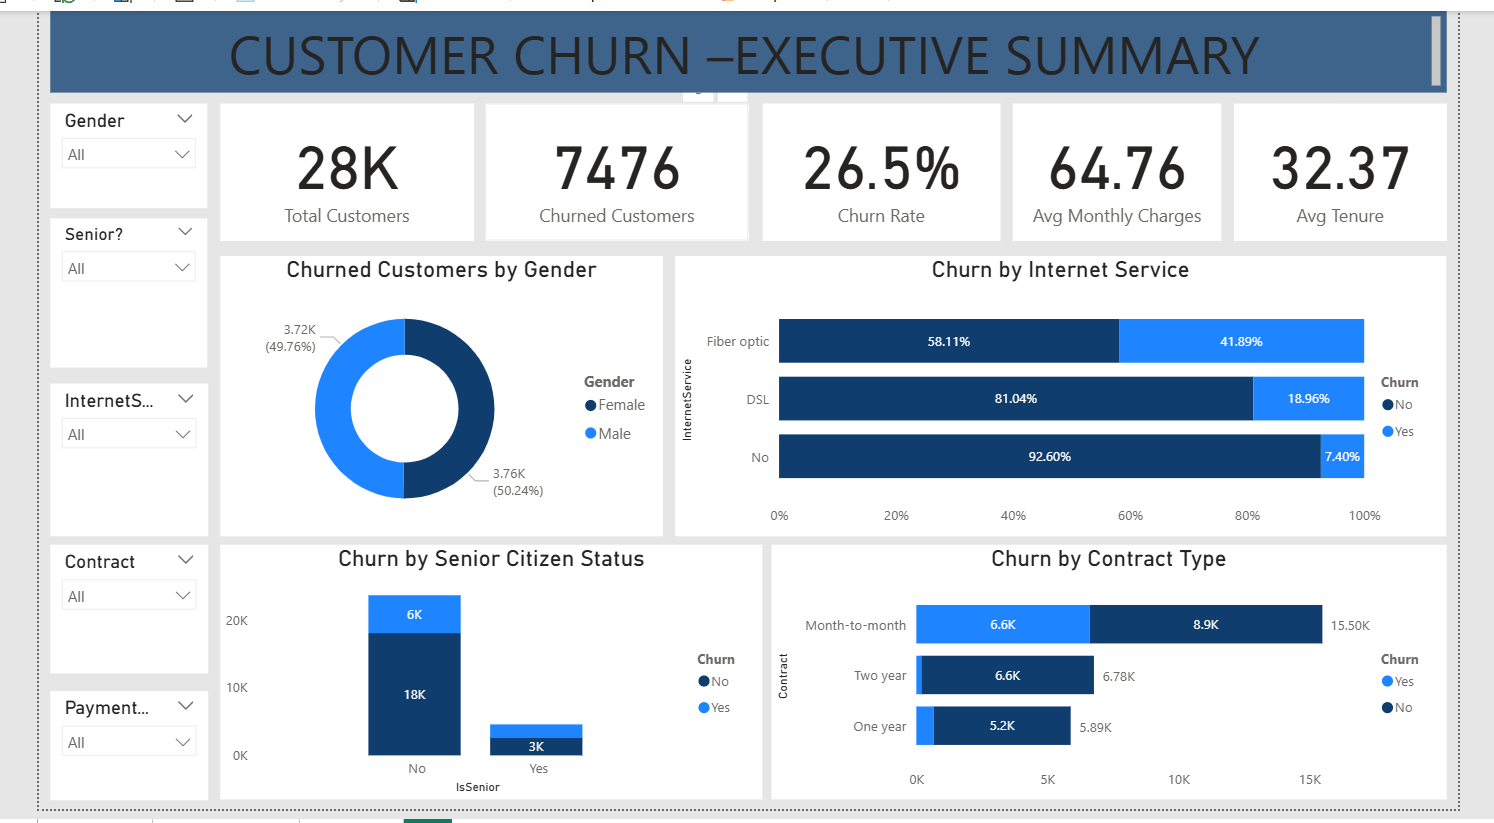 CUSTOMER CHURN –EXECUTIVE SUMMARY
Gender
All
Senior?
All
InternetS...
All
Contract
All
Payment...
All
28K
Total Customers
7476
Churned Customers
26.5%
Churn Rate
64.76
Avg Monthly Charges
32.37
Avg Tenure
Churned Customers by Gender
3.72K
(49.76%)
3.76K
(50.24%)
Gender
Female
Male
Churn by Internet Service
InternetService
Fiber optic
58.11%
41.89%
DSL
81.04%
18.96%
No
92.60%
7.40%
0%
20%
40%
60%
80%
100%
Churn
No
Yes
Churn by Senior Citizen Status
20K
10K
0K
6K
18K
3K
No
Yes
IsSenior
Churn
No
Yes
Churn by Contract Type
Contract
Month-to-month
6.6K
8.9K
15.50K
Two year
6.6K
6.78K
One year
5.2K
5.89K
0K
5K
10K
15K
Churn
Yes
No